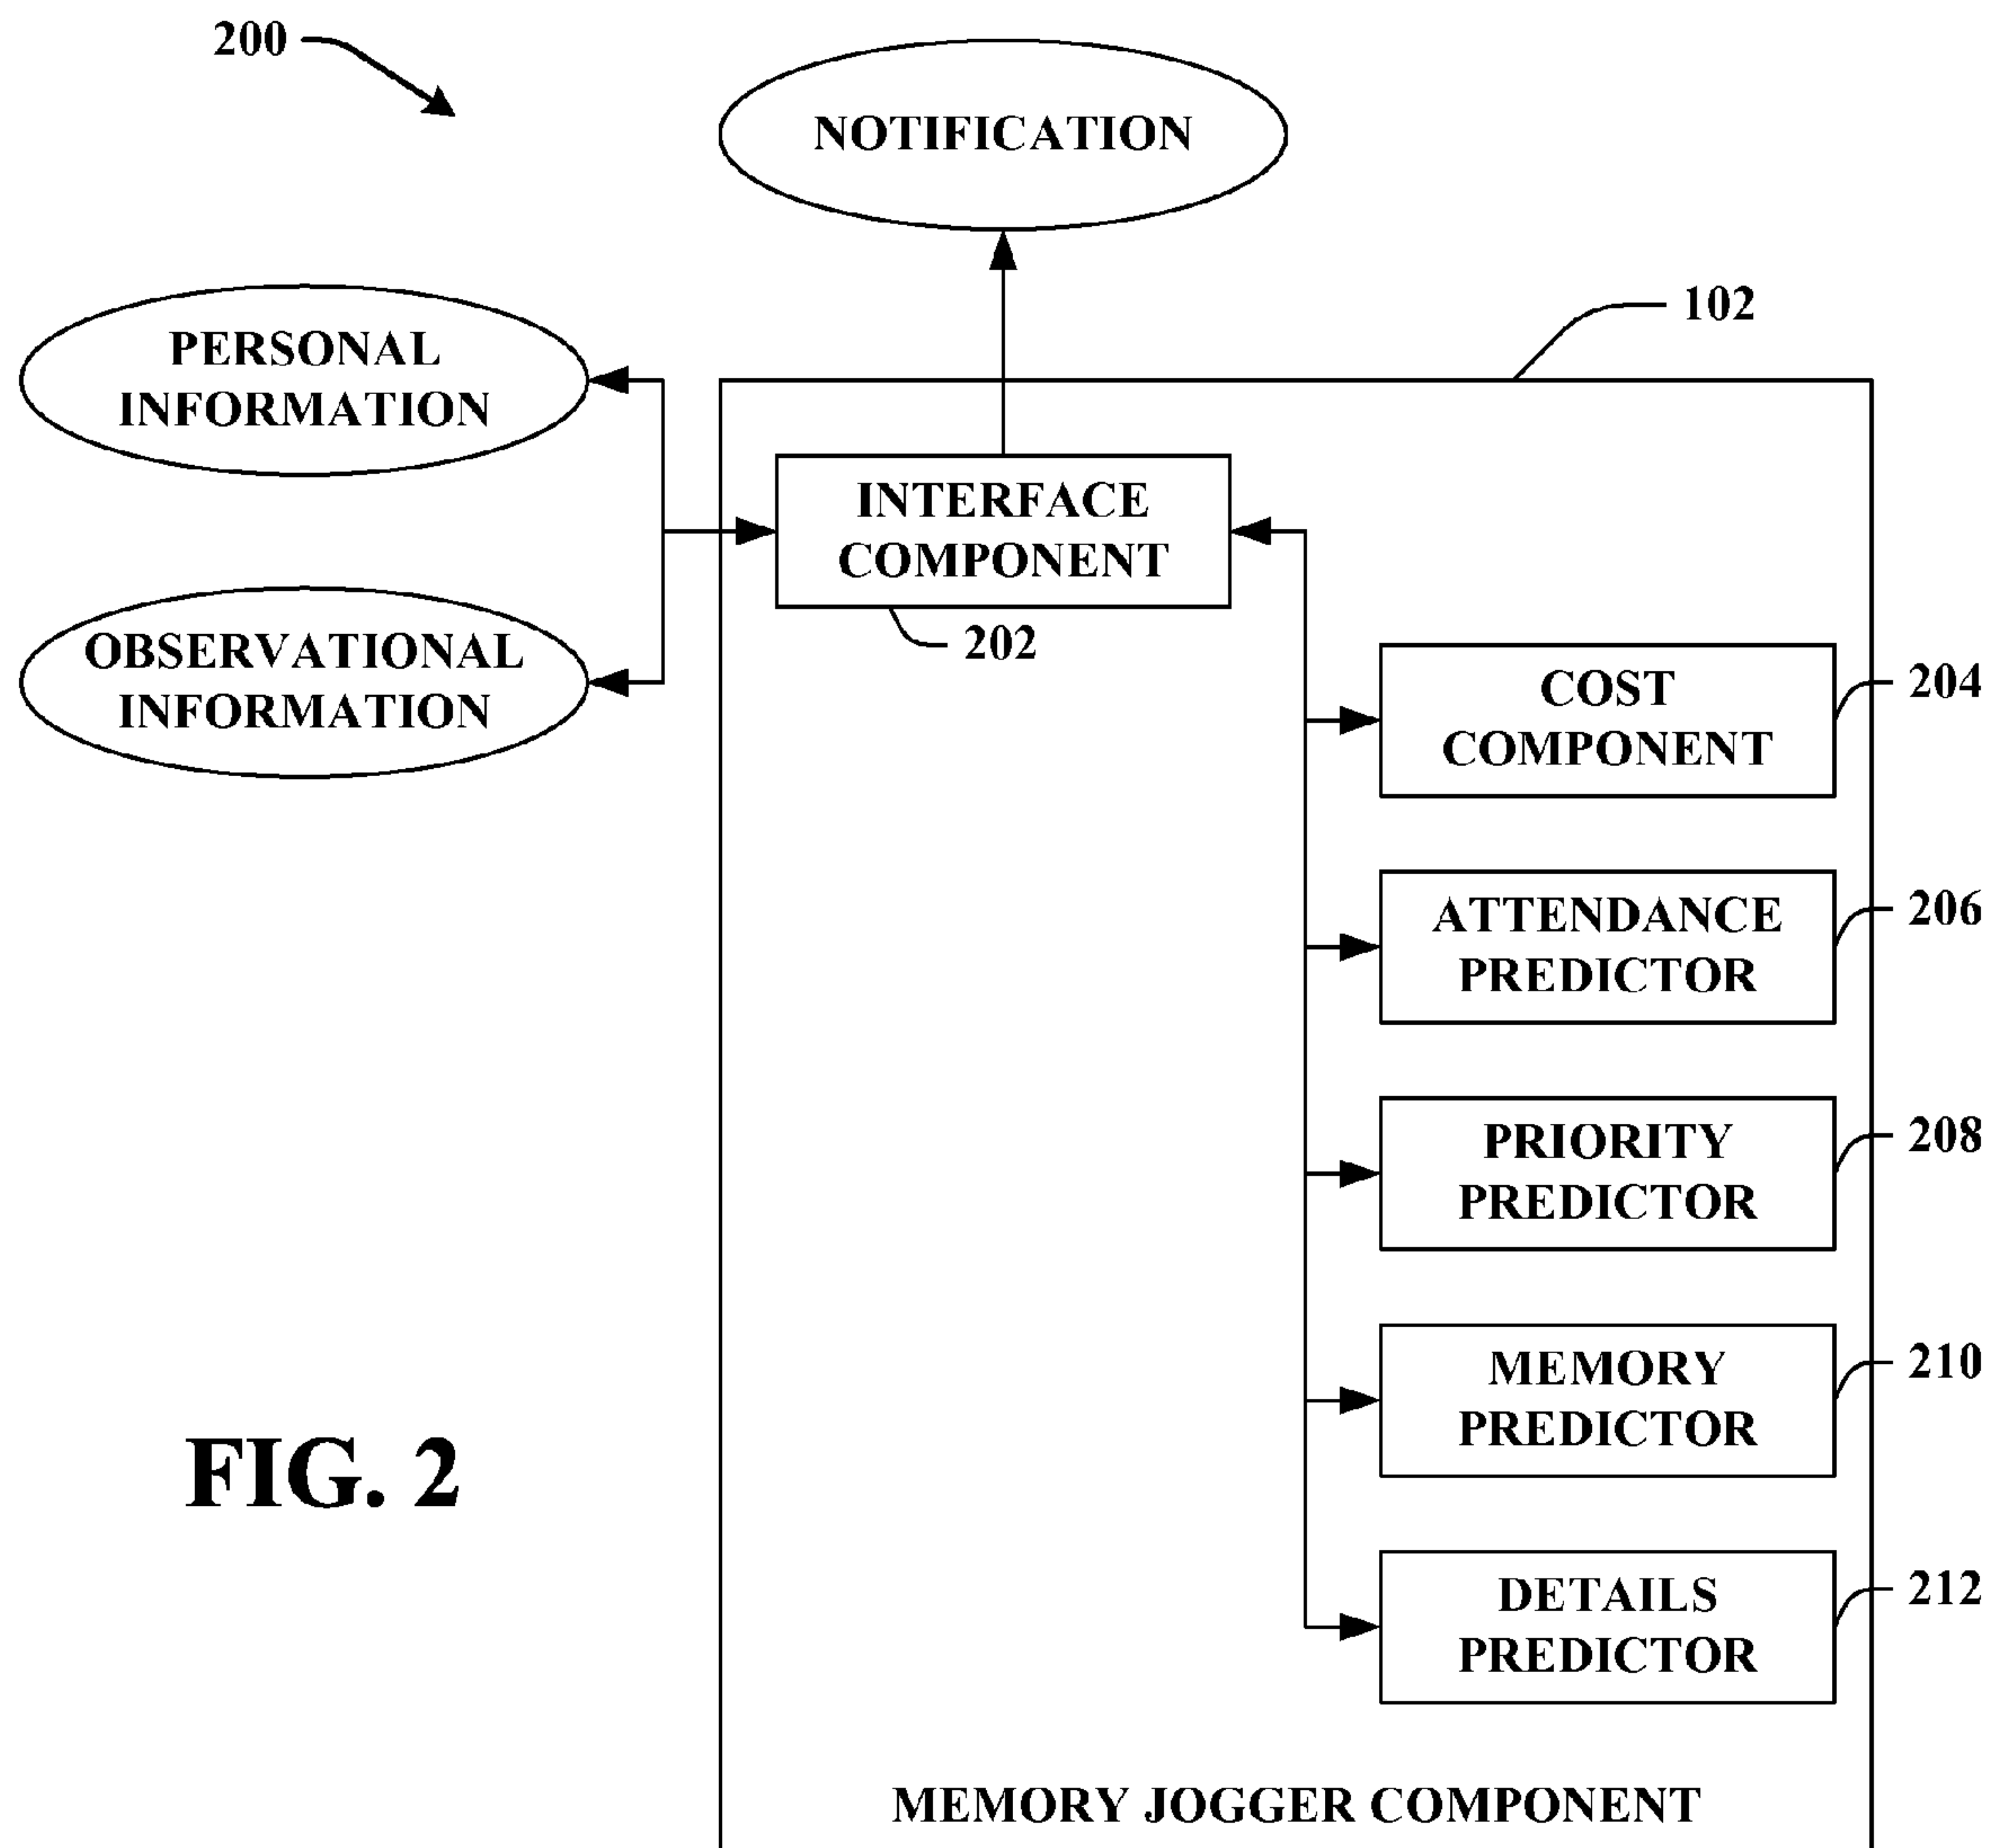 200
NOTIFICATION
102
PERSONAL
INFORMATION
INTERFACE
COMPONENT
202
OBSERVATIONAL
INFORMATION
COST
COMPONENT
204
ATTENDANCE
PREDICTOR
206
PRIORITY
PREDICTOR
208
MEMORY
PREDICTOR
210
FIG. 2
DETAILS
PREDICTOR
212
MEMORY JOGGER COMPONENT